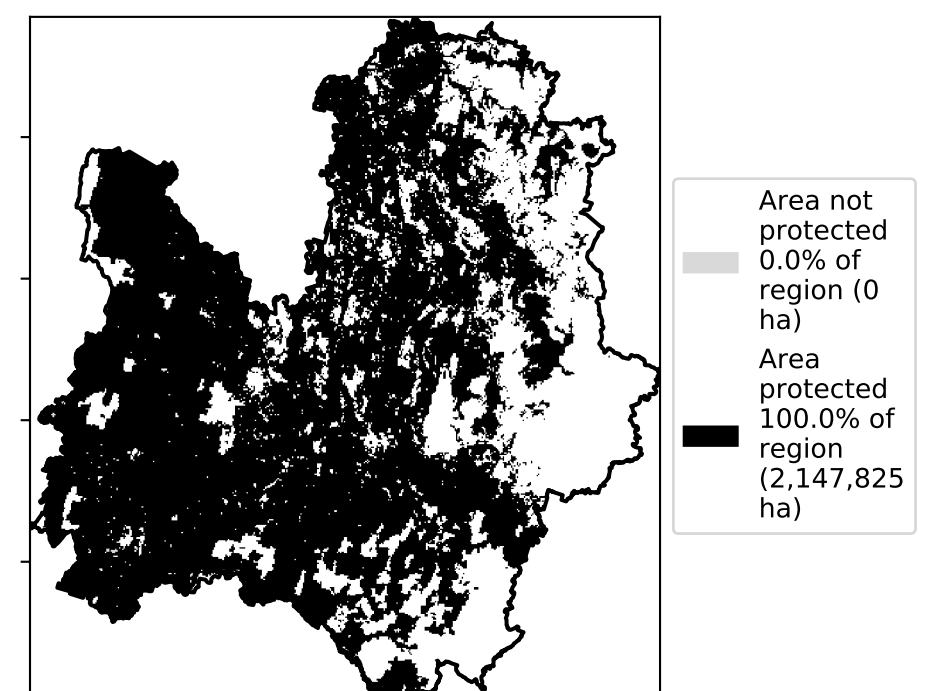 Area not
protected
0.0% of
region (0
ha)
Area
protected
100.0% of
region
(2,147,825
ha)